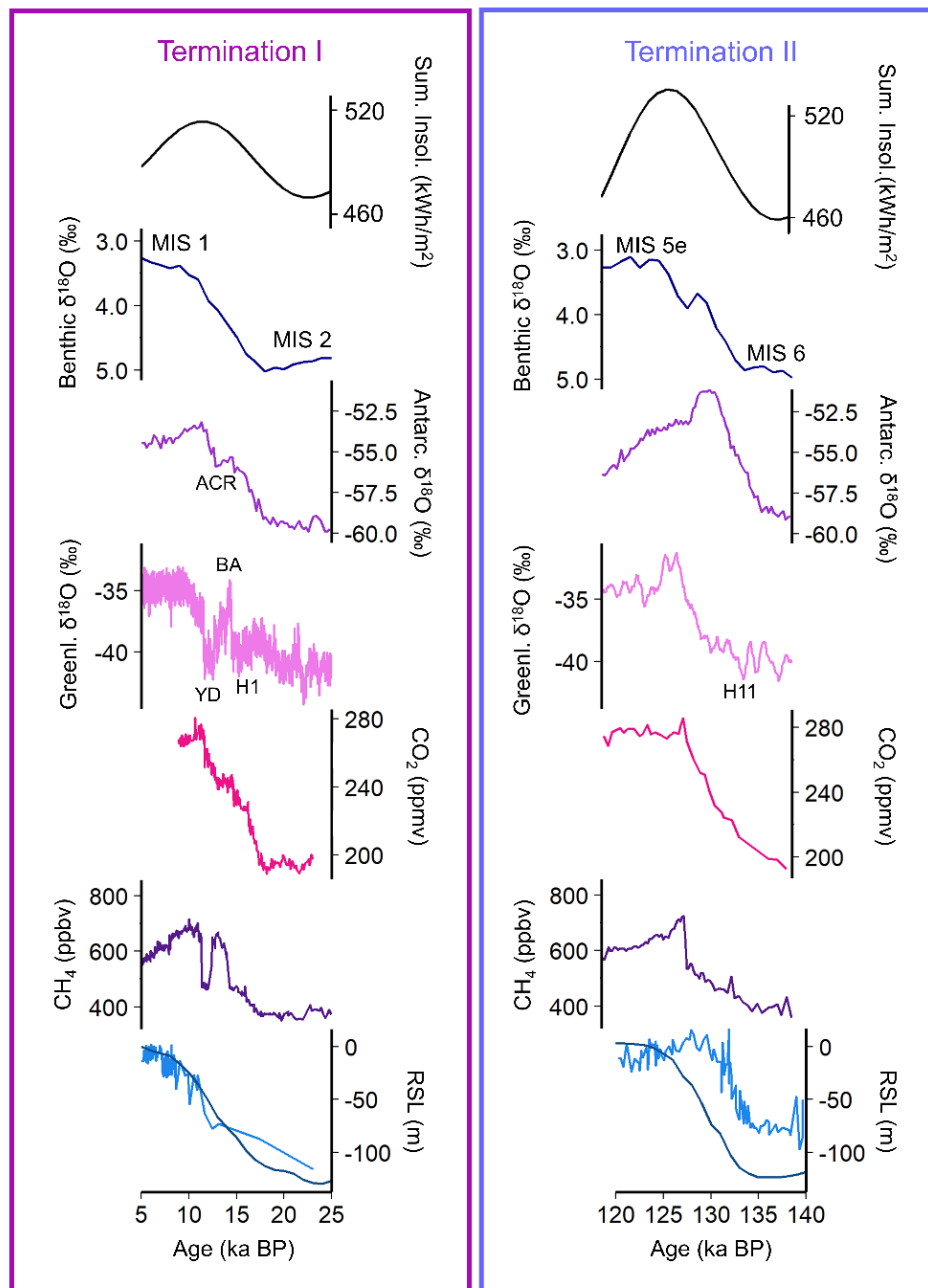 Termination I
520
460
Sum. Insol.
(kWh/m²)
3.0
4.0
5.0
Benthic δ¹⁸O (‰)
MIS 1
MIS 2
-52.5
-55.0
-57.5
-60.0
Antarc. δ¹⁸O (‰)
ACR
-35
-40
Greenl. δ¹⁸O (‰)
BA
YD
H1
280
240
200
CO₂ (ppmv)
800
600
400
CH₄ (ppbv)
0
-50
-100
RSL (m)
5 10 15 20 25
Age (ka BP)
Termination II
520
460
Sum. Insol.(kWh/m²)
3.0
4.0
5.0
Benthic δ¹⁸O (‰)
MIS 5e
MIS 6
-52.5
-55.0
-57.5
-60.0
Antarc. δ¹⁸O (‰)
-35
-40
Greenl. δ¹⁸O (‰)
H11
280
240
200
CO₂ (ppmv)
800
600
400
CH₄ (ppbv)
0
-50
-100
RSL (m)
120 125 130 135 140
Age (ka BP)